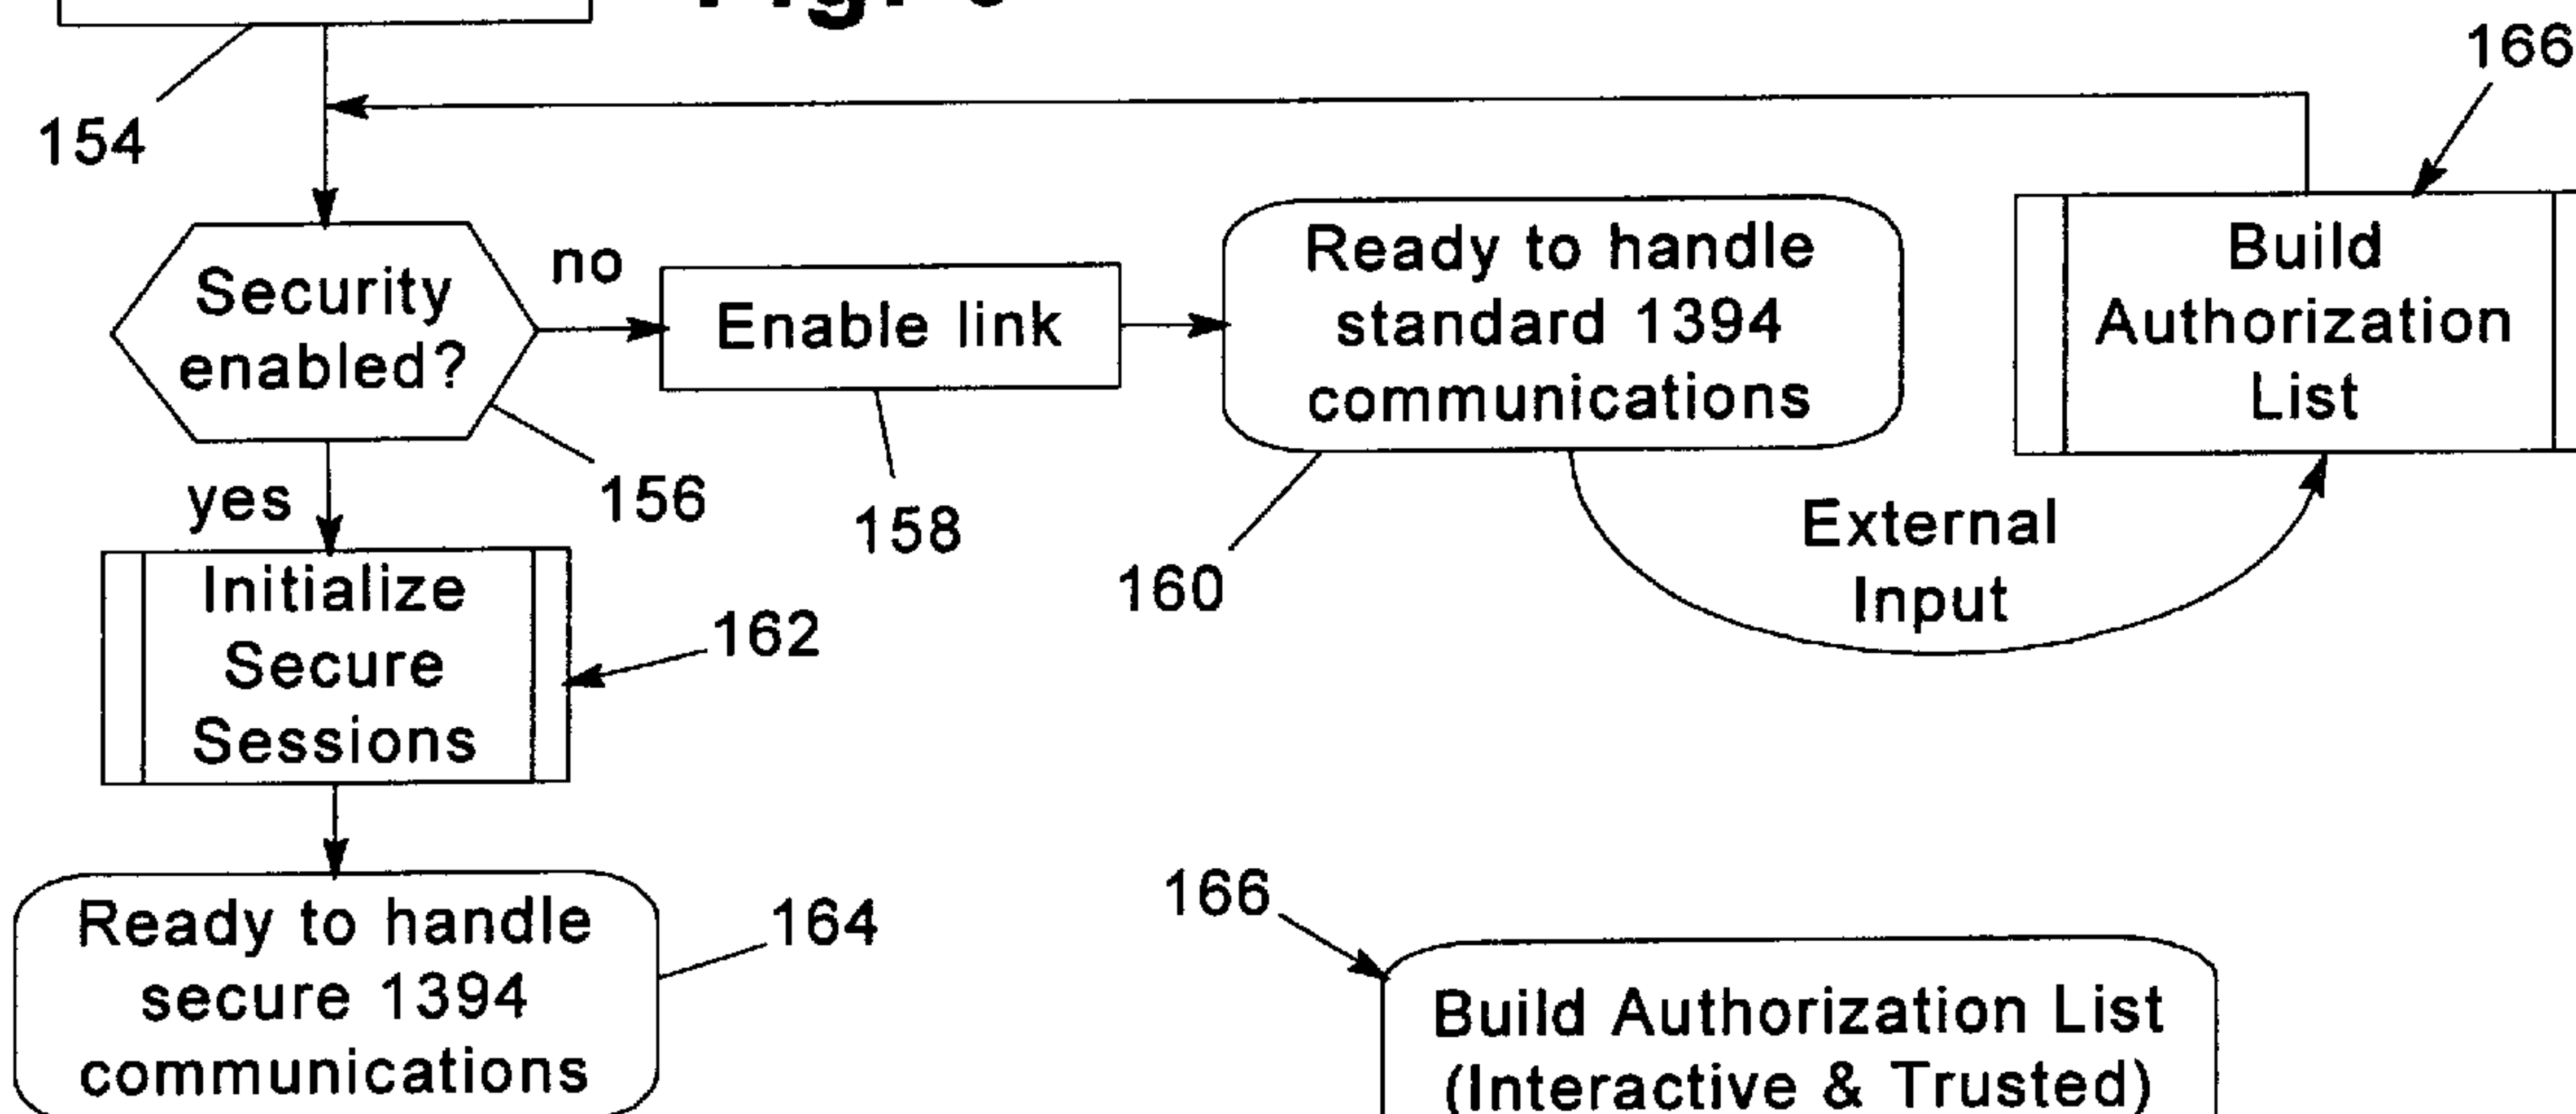 166
154
no
Security
enabled?
Enable link
Ready to handle
standard 1394
communications
Build
Authorization
List
yes
156
158
160
External
Input
Initialize
Secure
Sessions
162
Ready to handle
secure 1394
communications
164
166
Build Authorization List
(Interactive & Trusted)